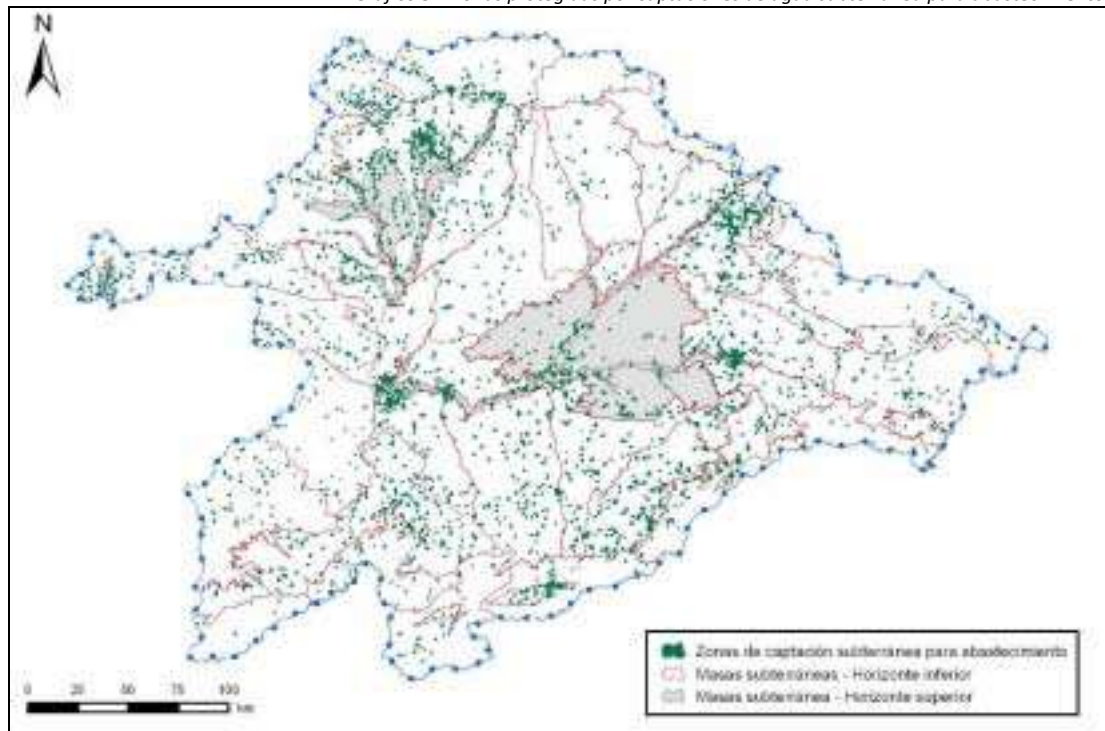 N
Zonas de captación subterránea para abastecimiento
Masas subterráneas - Horizonte inferior
Masas subterránea - Horizonte superior
0 25 50 75 100
km